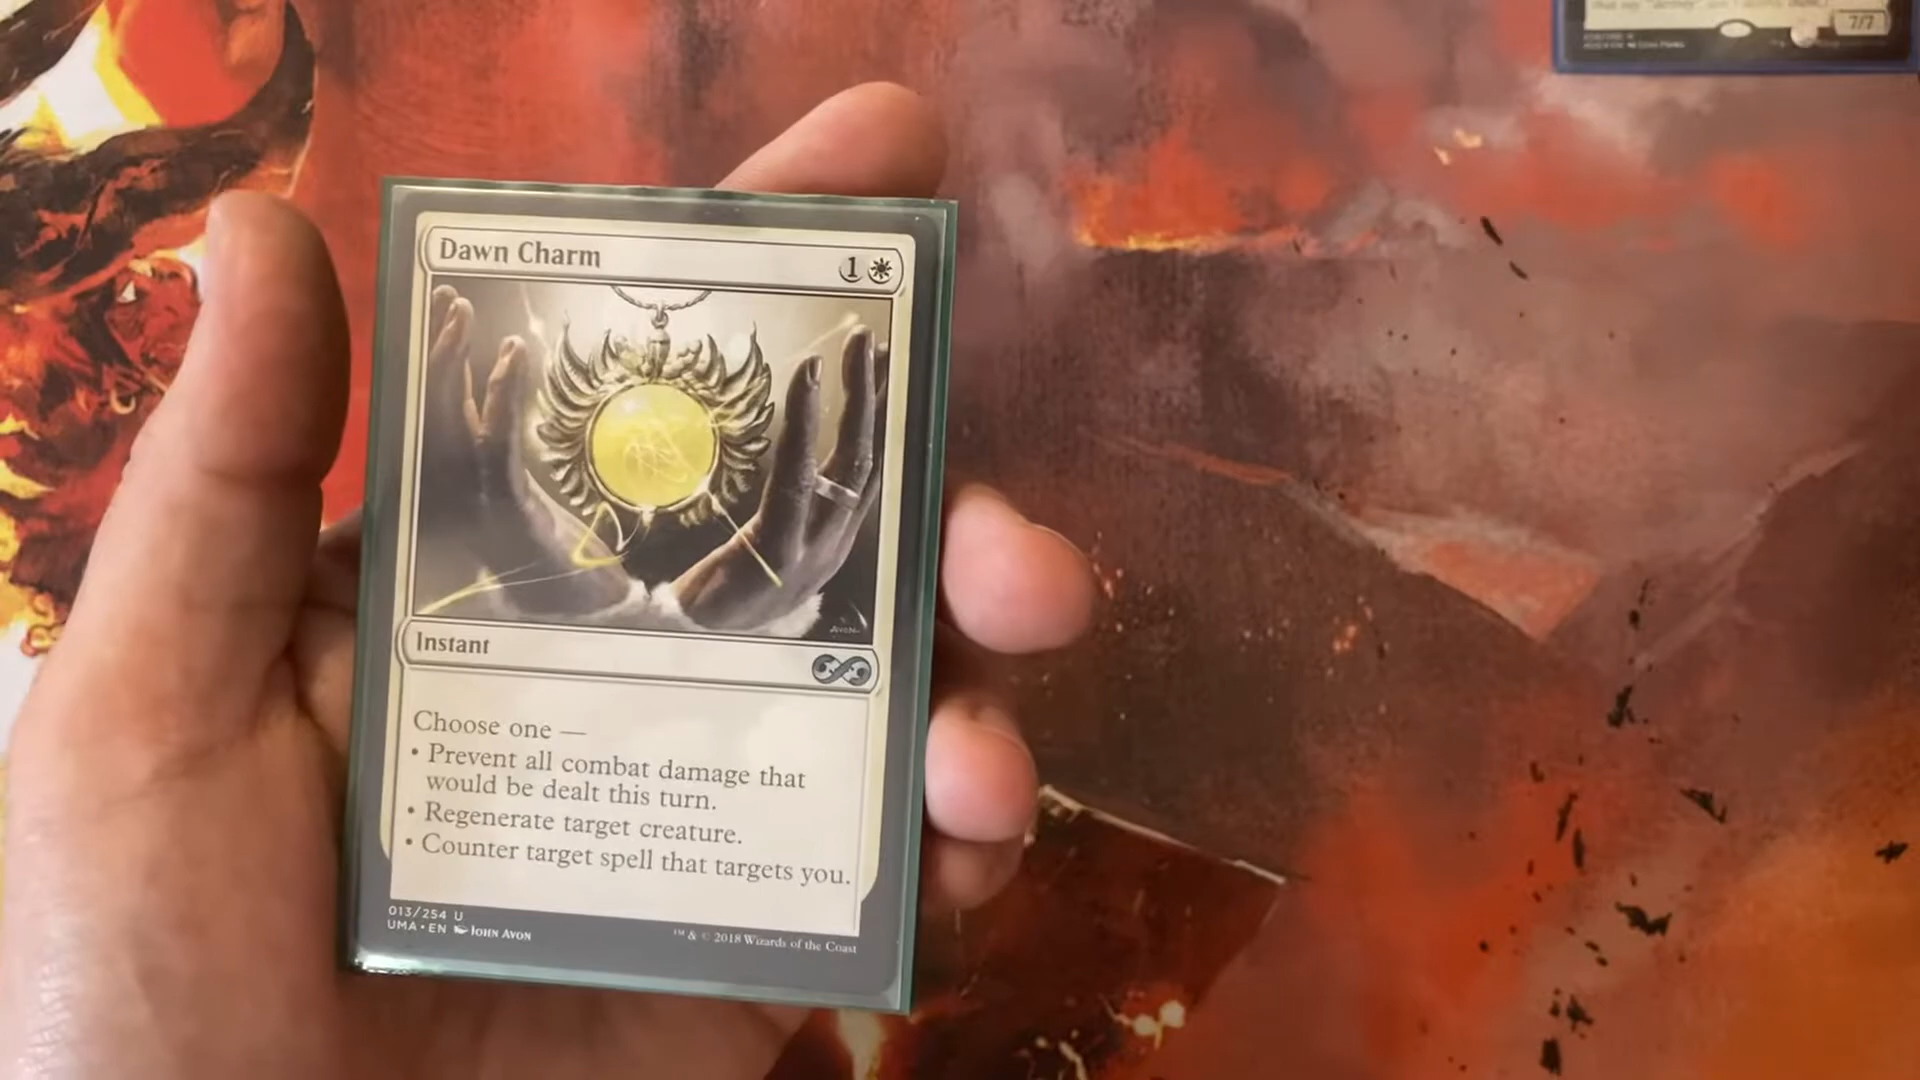 7/7
Dawn Charm
1
AVON
Instant
Choose one —
• Prevent all combat damage that
would be dealt this turn.
• Regenerate target creature.
• Counter target spell that targets you.
013/254 U
UMA • EN JOHN AVON
™ & © 2018 Wizards of the Coast